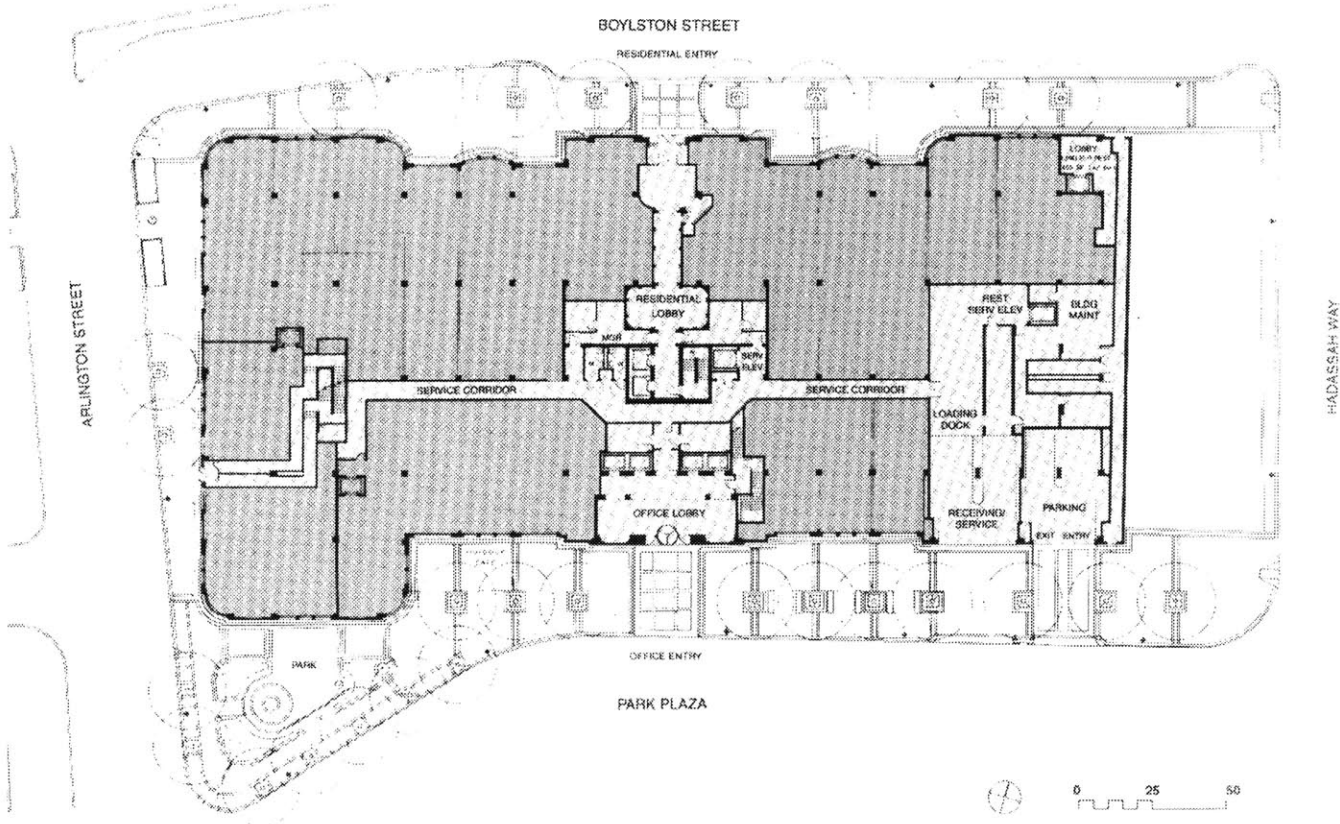 BOYLSTON STREET
RESIDENTIAL ENTRY
LOBBY
ARLINGTON STREET
HADASSAH WAY
RESIDENTIAL
LOBBY
REST
SERV ELEV
BLDG
MAINT
MGR
SERV
ELEV
SERVICE CORRIDOR
SERVICE CORRIDOR
LOADING
DOCK
OFFICE LOBBY
RECEIVING/
SERVICE
PARKING
EXIT ENTRY
PARK
OFFICE ENTRY
PARK PLAZA
0 25 50